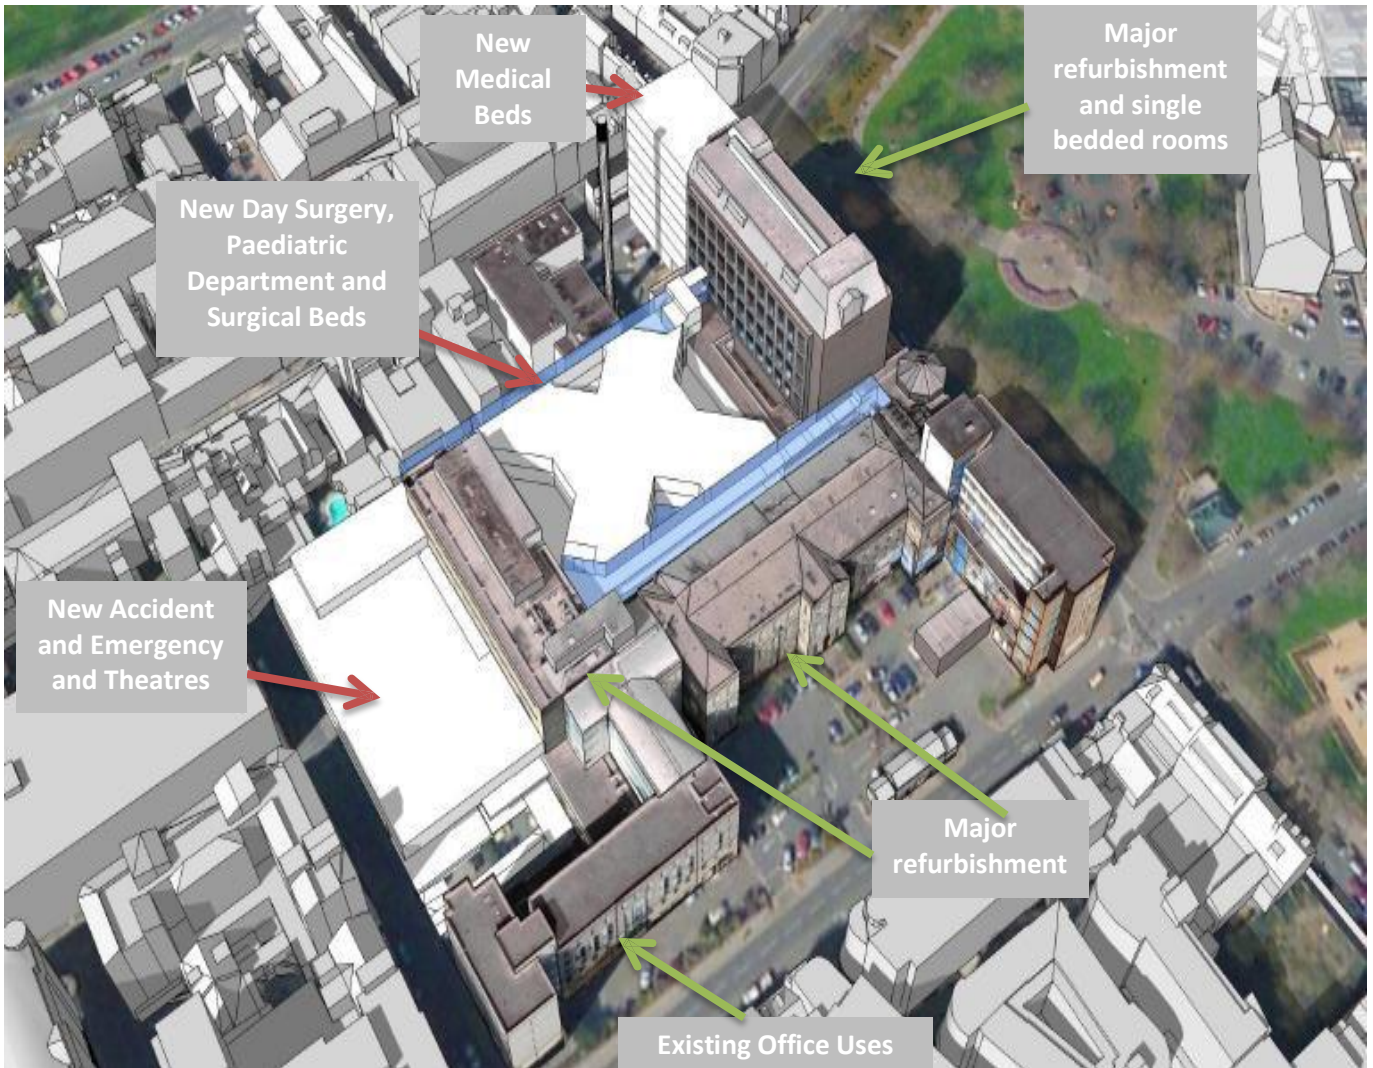 New
Medical
Beds
Major
refurbishment
and single
bedded rooms
New Day Surgery,
Paediatric
Department and
Surgical Beds
New Accident
and Emergency
and Theatres
Major
refurbishment
Existing Office Uses